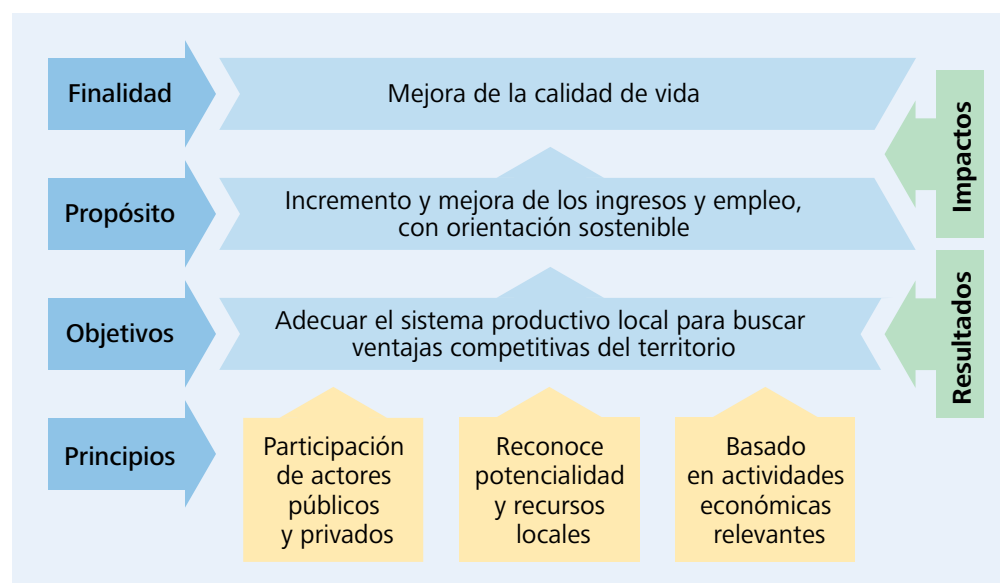 Finalidad
Mejora de la calidad de vida
Propósito
Incremento y mejora de los ingresos y empleo,
con orientación sostenible
Impactos
Objetivos
Adecuar el sistema productivo local para buscar
ventajas competitivas del territorio
Resultados
Principios
Participación
de actores
públicos
y privados
Reconoce
potencialidad
y recursos
locales
Basado
en actividades
económicas
relevantes